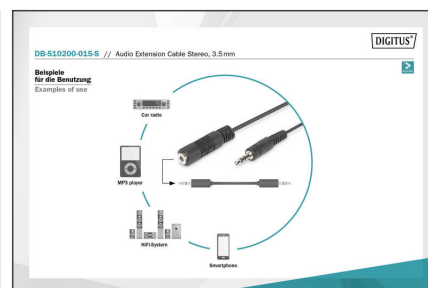 DIGITUS®
DB-510200-015-S // Audio Extension Cable Stereo, 3.5 mm
Beispiele
für die Benutzung
Examples of use
Car radio
MP3 player
HiFi-System
Smartphone